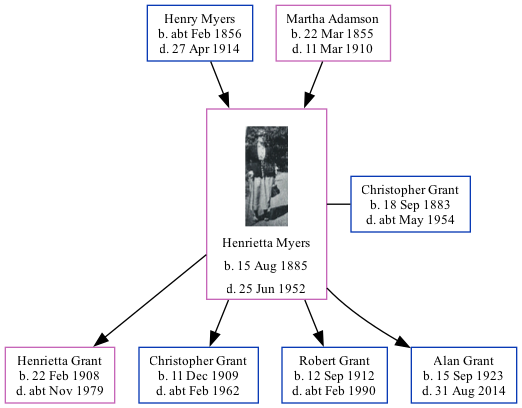 Henry Myers
b. abt Feb 1856
d. 27 Apr 1914
Martha Adamson
b. 22 Mar 1855
d. 11 Mar 1910
Christopher Grant
b. 18 Sep 1883
d. abt May 1954
Henrietta Myers
b. 15 Aug 1885
d. 25 Jun 1952
Henrietta Grant
b. 22 Feb 1908
d. abt Nov 1979
Christopher Grant
b. 11 Dec 1909
d. abt Feb 1962
Robert Grant
b. 12 Sep 1912
d. abt Feb 1990
Alan Grant
b. 15 Sep 1923
d. 31 Aug 2014